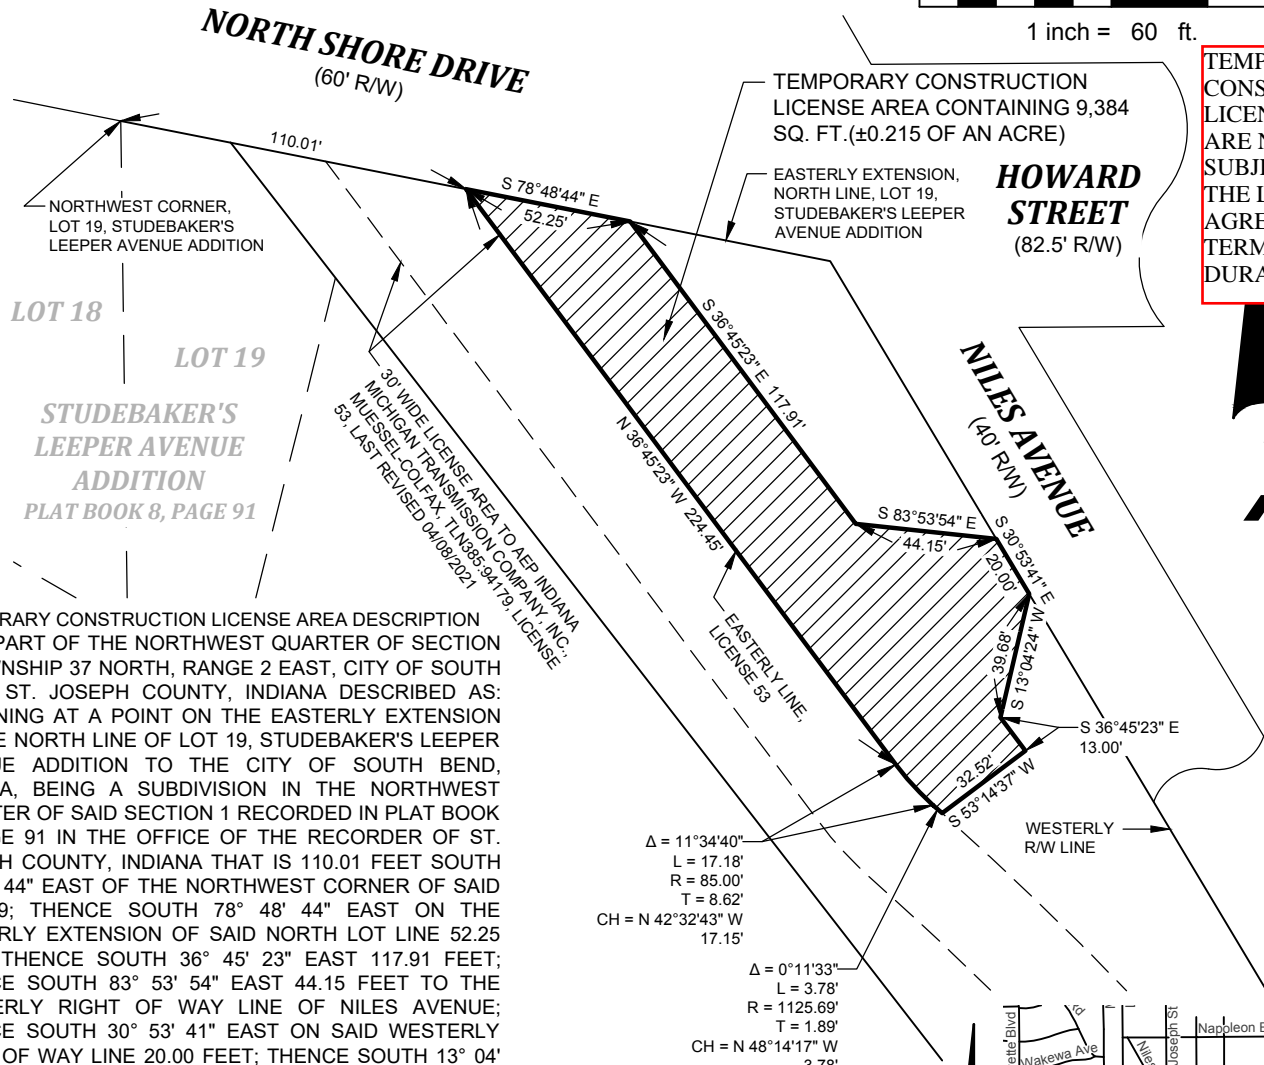 NORTH SHORE DRIVE
(60' R/W)
1 inch = 60 ft.
TEMPORARY CONSTRUCTION
LICENSE AREA CONTAINING 9,384
SQ. FT.(±0.215 OF AN ACRE)
EASTERLY EXTENSION,
NORTH LINE, LOT 19,
STUDEBAKER'S LEEPER
AVENUE ADDITION
HOWARD
STREET
(82.5' R/W)
TEMP
CONS
LICEN
ARE N
SUBJE
THE L
AGRE
TERM
DURA
110.01'
S 78°48'44" E
52.25'
NORTHWEST CORNER,
LOT 19, STUDEBAKER'S
LEEPER AVENUE ADDITION
LOT 18
LOT 19
STUDEBAKER'S
LEEPER AVENUE
ADDITION
PLAT BOOK 8, PAGE 91
S 36°45'23" E 117.91'
N 36°45'23" W 224.45'
30' WIDE LICENSE AREA TO AEP INDIANA
MICHIGAN TRANSMISSION COMPANY, INC.,
MUESSEL-COLFAX, TLN385:94179, LICENSE
53, LAST REVISED 04/08/2021
NILES AVENUE
(40' R/W)
S 83°53'54" E
44.15'
S 30°53'41" E
20.00'
39.68'
S 13°04'24" W
EASTERLY LINE,
LICENSE 53
S 36°45'23" E
13.00'
32.52'
S 53°14'37" W
WESTERLY
R/W LINE
Δ = 11°34'40"
L = 17.18'
R = 85.00'
T = 8.62'
CH = N 42°32'43" W
17.15'
Δ = 0°11'33"
L = 3.78'
R = 1125.69'
T = 1.89'
CH = N 48°14'17" W
3.78'
RARY CONSTRUCTION LICENSE AREA DESCRIPTION
PART OF THE NORTHWEST QUARTER OF SECTION
NSHIP 37 NORTH, RANGE 2 EAST, CITY OF SOUTH
ST. JOSEPH COUNTY, INDIANA DESCRIBED AS:
NING AT A POINT ON THE EASTERLY EXTENSION
E NORTH LINE OF LOT 19, STUDEBAKER'S LEEPER
UE ADDITION TO THE CITY OF SOUTH BEND,
A, BEING A SUBDIVISION IN THE NORTHWEST
TER OF SAID SECTION 1 RECORDED IN PLAT BOOK
GE 91 IN THE OFFICE OF THE RECORDER OF ST.
H COUNTY, INDIANA THAT IS 110.01 FEET SOUTH
44" EAST OF THE NORTHWEST CORNER OF SAID
9; THENCE SOUTH 78° 48' 44" EAST ON THE
RLY EXTENSION OF SAID NORTH LOT LINE 52.25
THENCE SOUTH 36° 45' 23" EAST 117.91 FEET;
CE SOUTH 83° 53' 54" EAST 44.15 FEET TO THE
ERLY RIGHT OF WAY LINE OF NILES AVENUE;
CE SOUTH 30° 53' 41" EAST ON SAID WESTERLY
OF WAY LINE 20.00 FEET; THENCE SOUTH 13° 04'
ette Blvd
Rd
Wakewa Ave
Niles
Joseph St
Napoleon B